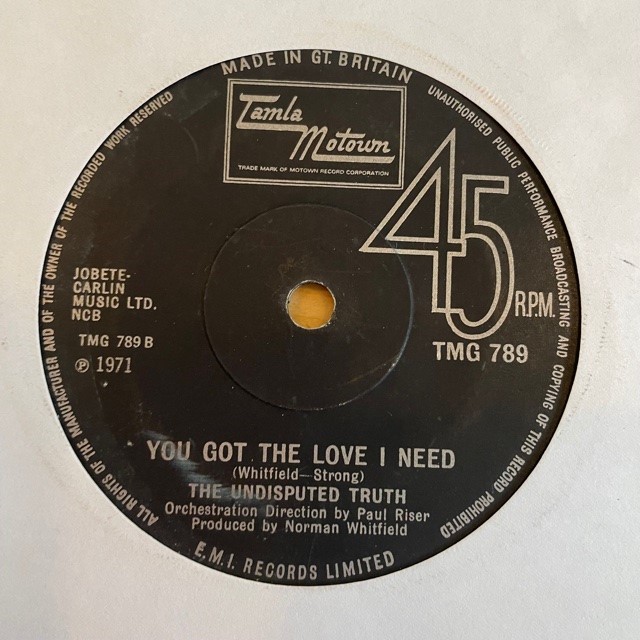 MADE IN GT. BRITAIN
Tamla
Motown
TRADE MARK OF MOTOWN RECORD CORPORATION
UNAUTHORISED PUBLIC PERFORMANCE BROADCASTING AND COPYING OF THIS RECORD PROHIBITED
ALL RIGHTS OF THE MANUFACTURER AND OF THE OWNER OF THE RECORDED WORK RESERVED
45
R.P.M.
TMG 789
JOBETE-
CARLIN
MUSIC LTD.
NCB
TMG 789 B
Ⓟ 1971
YOU GOT THE LOVE I NEED
(Whitfield—Strong)
THE UNDISPUTED TRUTH
Orchestration Direction by Paul Riser
Produced by Norman Whitfield
E.M.I. RECORDS LIMITED